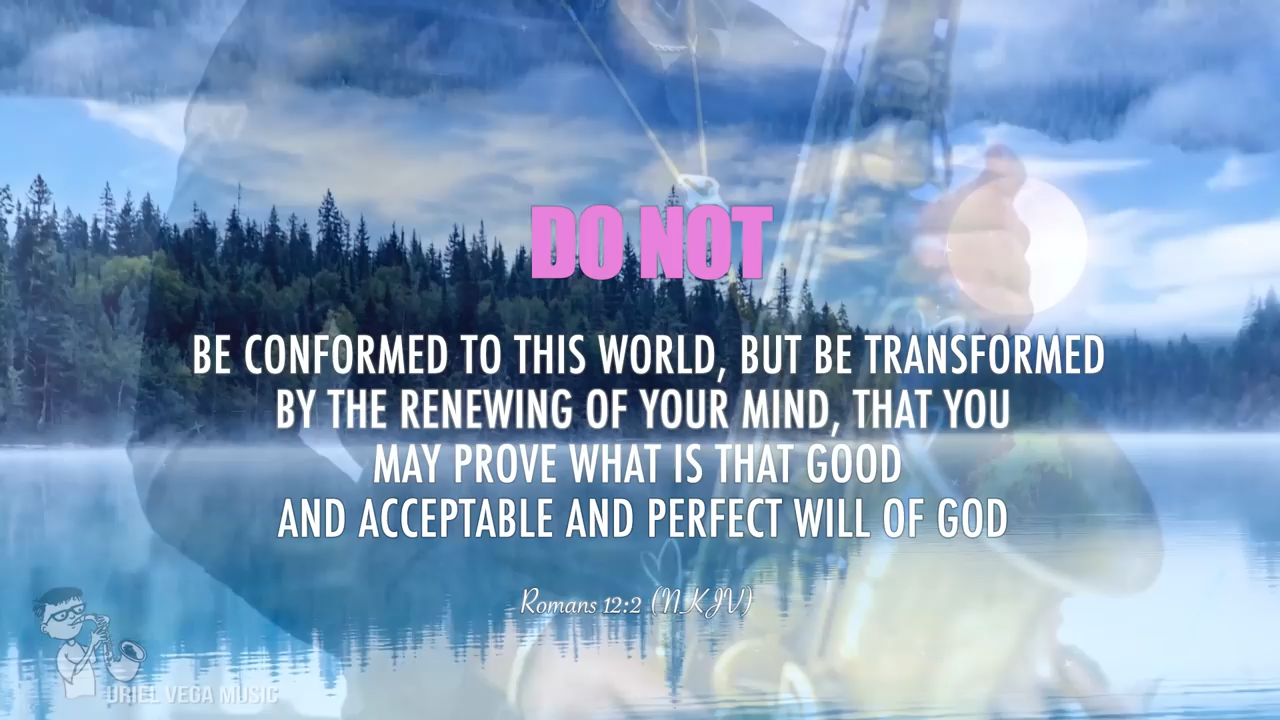 DO NOT
BE CONFORMED TO THIS WORLD, BUT BE TRANSFORMED
BY THE RENEWING OF YOUR MIND, THAT YOU
MAY PROVE WHAT IS THAT GOOD
AND ACCEPTABLE AND PERFECT WILL OF GOD
Romans 12:2 (NKJV)
URIEL VEGA MUSIC